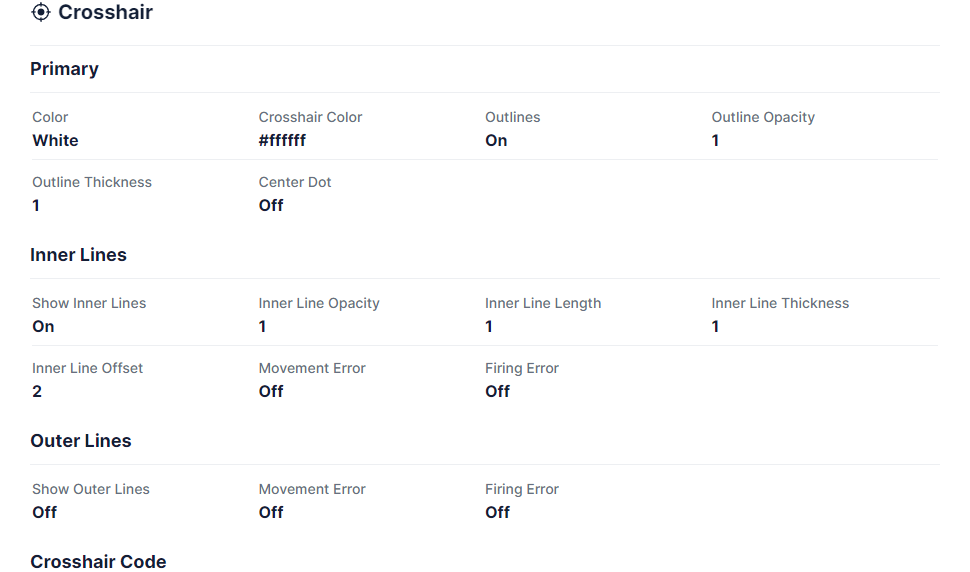 Crosshair
Primary
Color Crosshair Color Outlines Outline Opacity
White #ffffff On 1
Outline Thickness Center Dot
1 Off
Inner Lines
Show Inner Lines Inner Line Opacity Inner Line Length Inner Line Thickness
On 1 1 1
Inner Line Offset Movement Error Firing Error
2 Off Off
Outer Lines
Show Outer Lines Movement Error Firing Error
Off Off Off
Crosshair Code